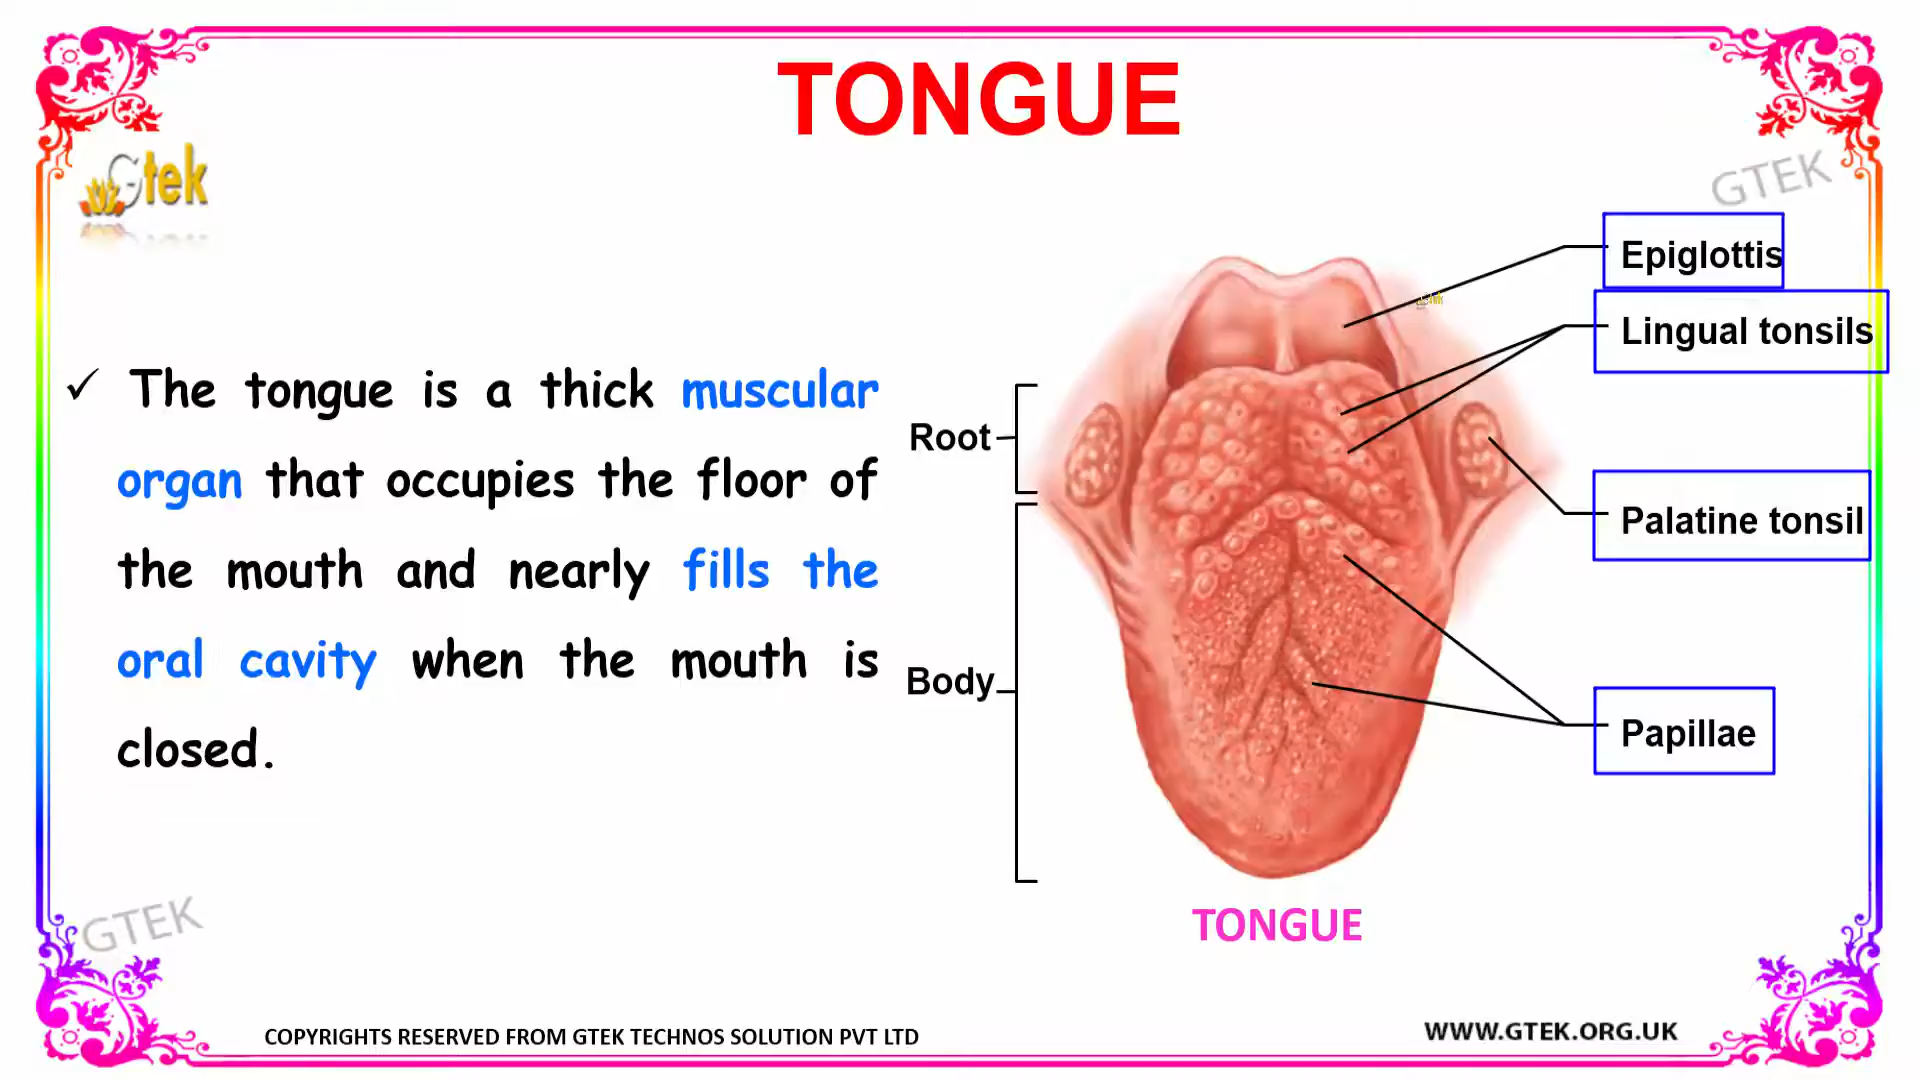 TONGUE
Gtek
GTEK
Epiglottis
Gtek
Lingual tonsils
✓ The tongue is a thick muscular
organ that occupies the floor of
the mouth and nearly fills the
oral cavity when the mouth is
closed.
Root
Palatine tonsil
Body
Papillae
TONGUE
GTEK
COPYRIGHTS RESERVED FROM GTEK TECHNOS SOLUTION PVT LTD
WWW.GTEK.ORG.UK